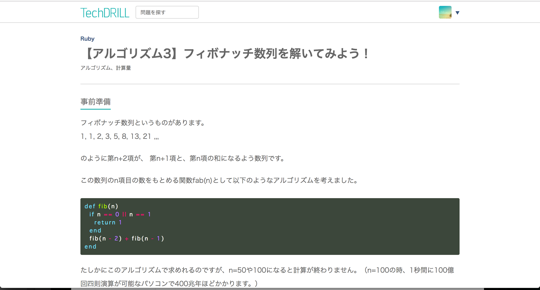 TechDRILL
問題を探す
▼
Ruby
【アルゴリズム3】フィボナッチ数列を解いてみよう！
アルゴリズム、計算量
事前準備
フィボナッチ数列というものがあります。
1, 1, 2, 3, 5, 8, 13, 21 ,,,
のように第n+2項が、 第n+1項と、第n項の和になるよう数列です。
この数列のn項目の数をもとめる関数fab(n)として以下のようなアルゴリズムを考えました。
def fib(n)
if n == 0 || n == 1
return 1
end
fib(n - 2) + fib(n - 1)
end
たしかにこのアルゴリズムで求めれるのですが、n=50や100になると計算が終わりません。（n=100の時、1秒間に100億
回四則演算が可能なパソコンで400兆年ほどかかります。）